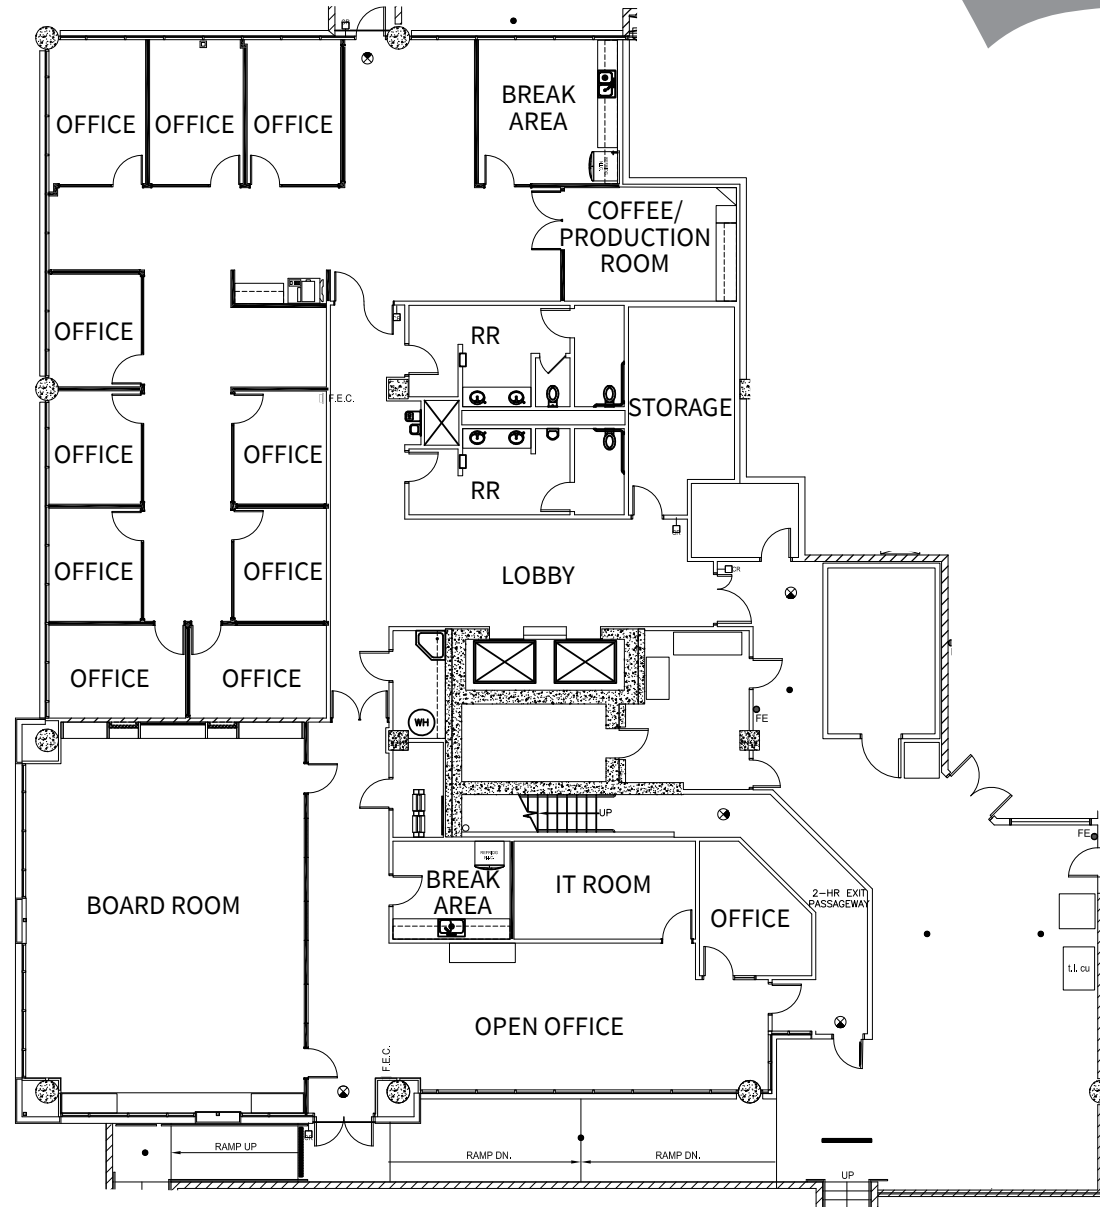 BREAK
AREA
OFFICE
OFFICE
OFFICE
COFFEE/
PRODUCTION
ROOM
OFFICE
RR
F.E.C.
STORAGE
OFFICE
OFFICE
RR
OFFICE
OFFICE
LOBBY
CR
OFFICE
OFFICE
WH
FE
UP
FE
BREAK
AREA
IT ROOM
2-HR EXIT
PASSAGEWAY
BOARD ROOM
OFFICE
t.l. cu
OPEN OFFICE
F.E.C.
RAMP UP
RAMP DN.
RAMP DN.
UP